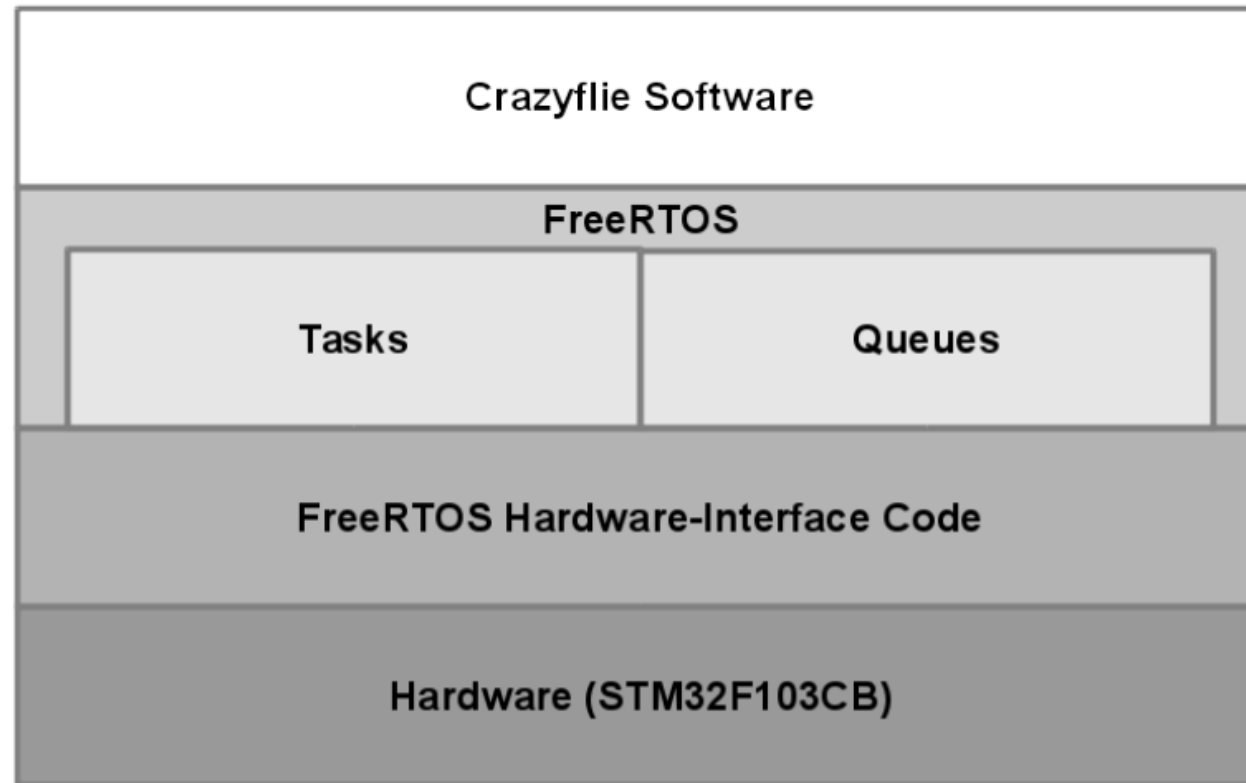 Crazyflie Software
FreeRTOS
Tasks
Queues
FreeRTOS Hardware-Interface Code
Hardware (STM32F103CB)